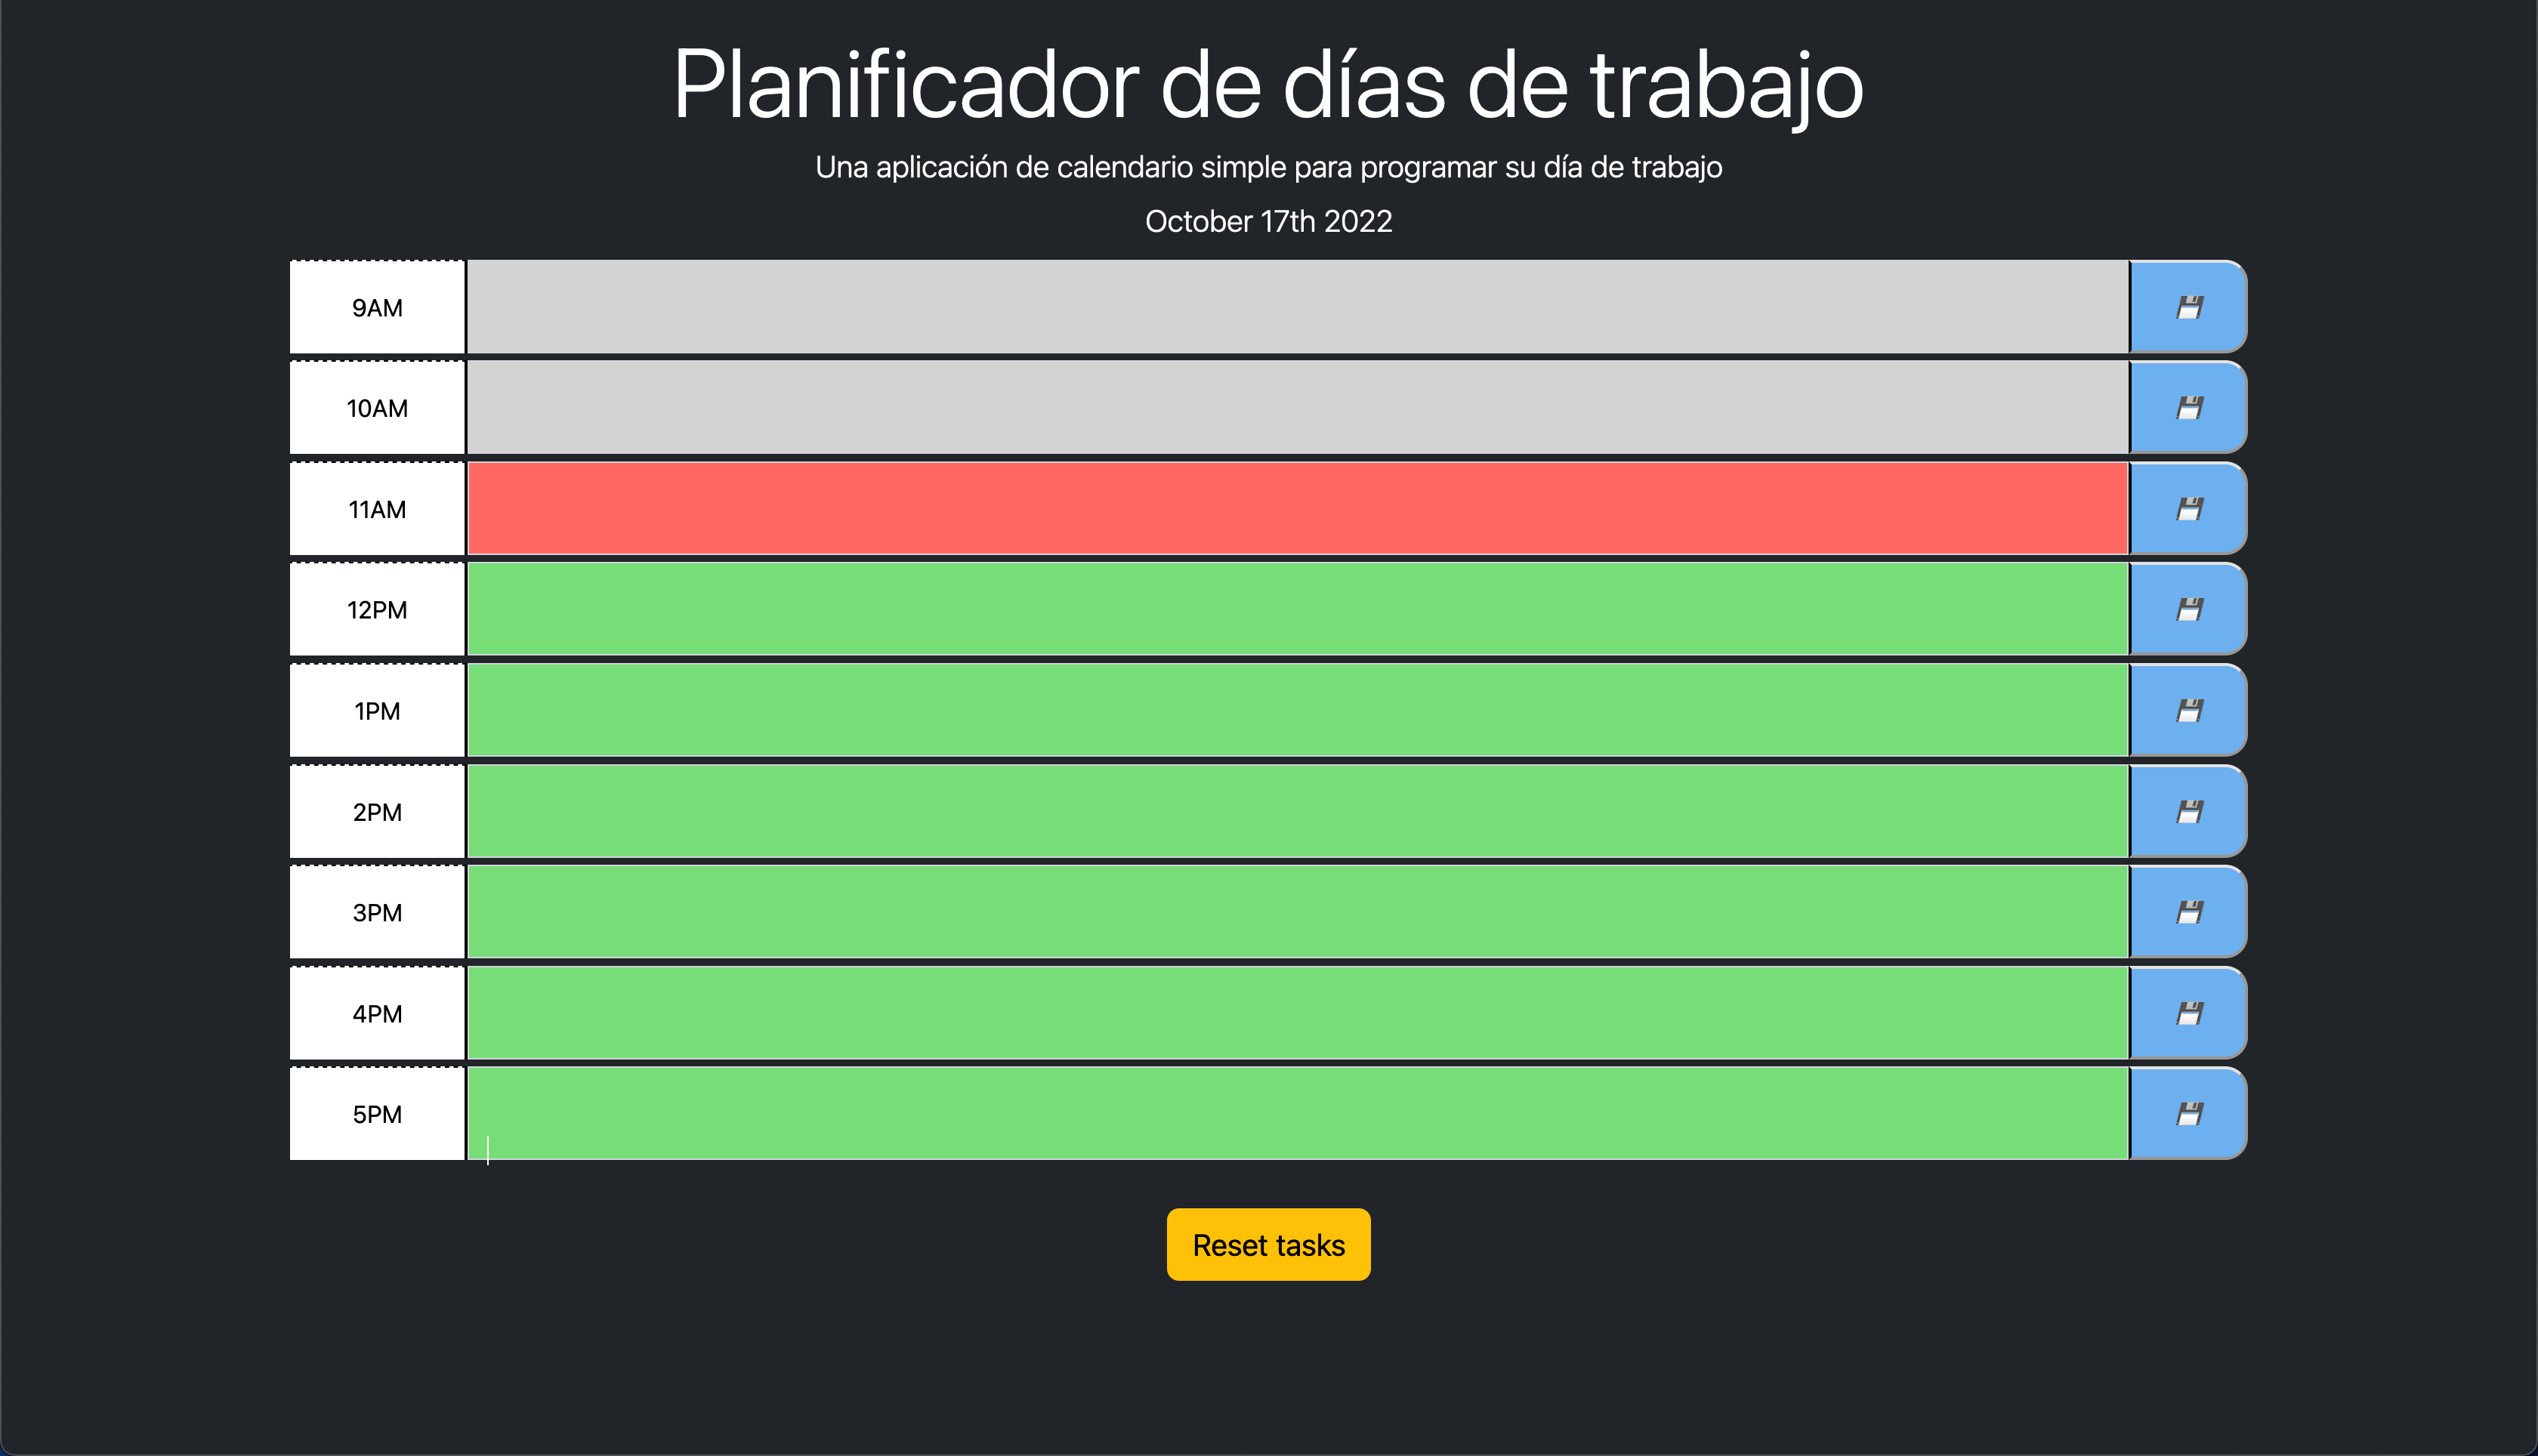 Planificador de días de trabajo
Una aplicación de calendario simple para programar su día de trabajo
October 17th 2022
9AM
10AM
11AM
12PM
1PM
2PM
3PM
4PM
5PM
Reset tasks